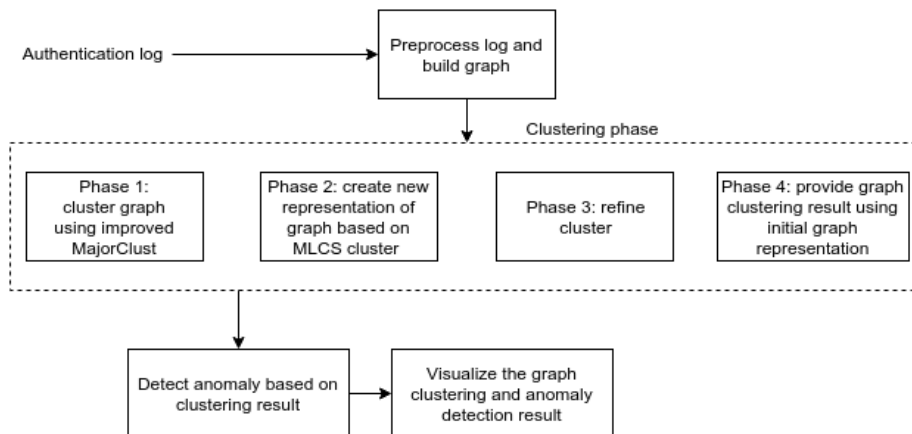 Authentication log
Preprocess log and
build graph
Clustering phase
Phase 1:
cluster graph
using improved
MajorClust
Phase 2: create new
representation of
graph based on
MLCS cluster
Phase 3: refine
cluster
Phase 4: provide graph
clustering result using
initial graph
representation
Detect anomaly based on
clustering result
Visualize the graph
clustering and anomaly
detection result